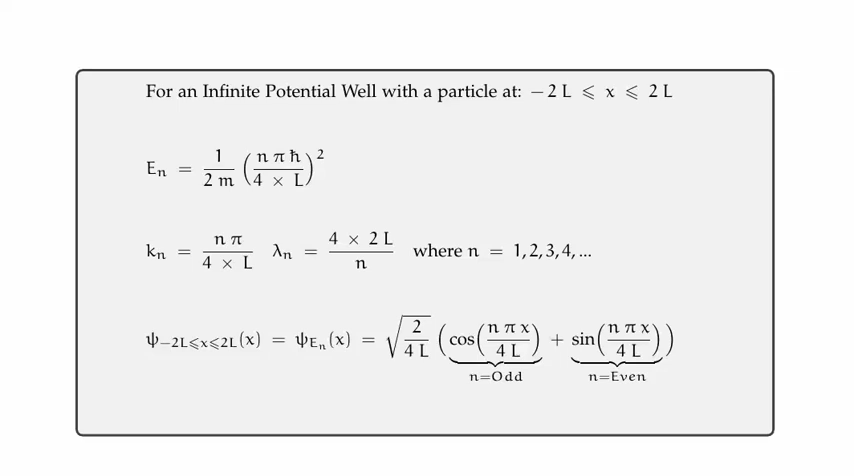 For an Infinite Potential Well with a particle at: −2 L ⩽ x ⩽ 2 L
Eₙ = 1/(2 m) (n π ħ/(4 × L))²
kₙ = n π/(4 × L) λₙ = (4 × 2 L)/n where n = 1, 2, 3, 4, ...
ψ₋₂L⩽x⩽2L(x) = ψ_Eₙ(x) = √(2/(4 L)) (cos(n π x/(4 L)) + sin(n π x/(4 L)))
n=Odd n=Even